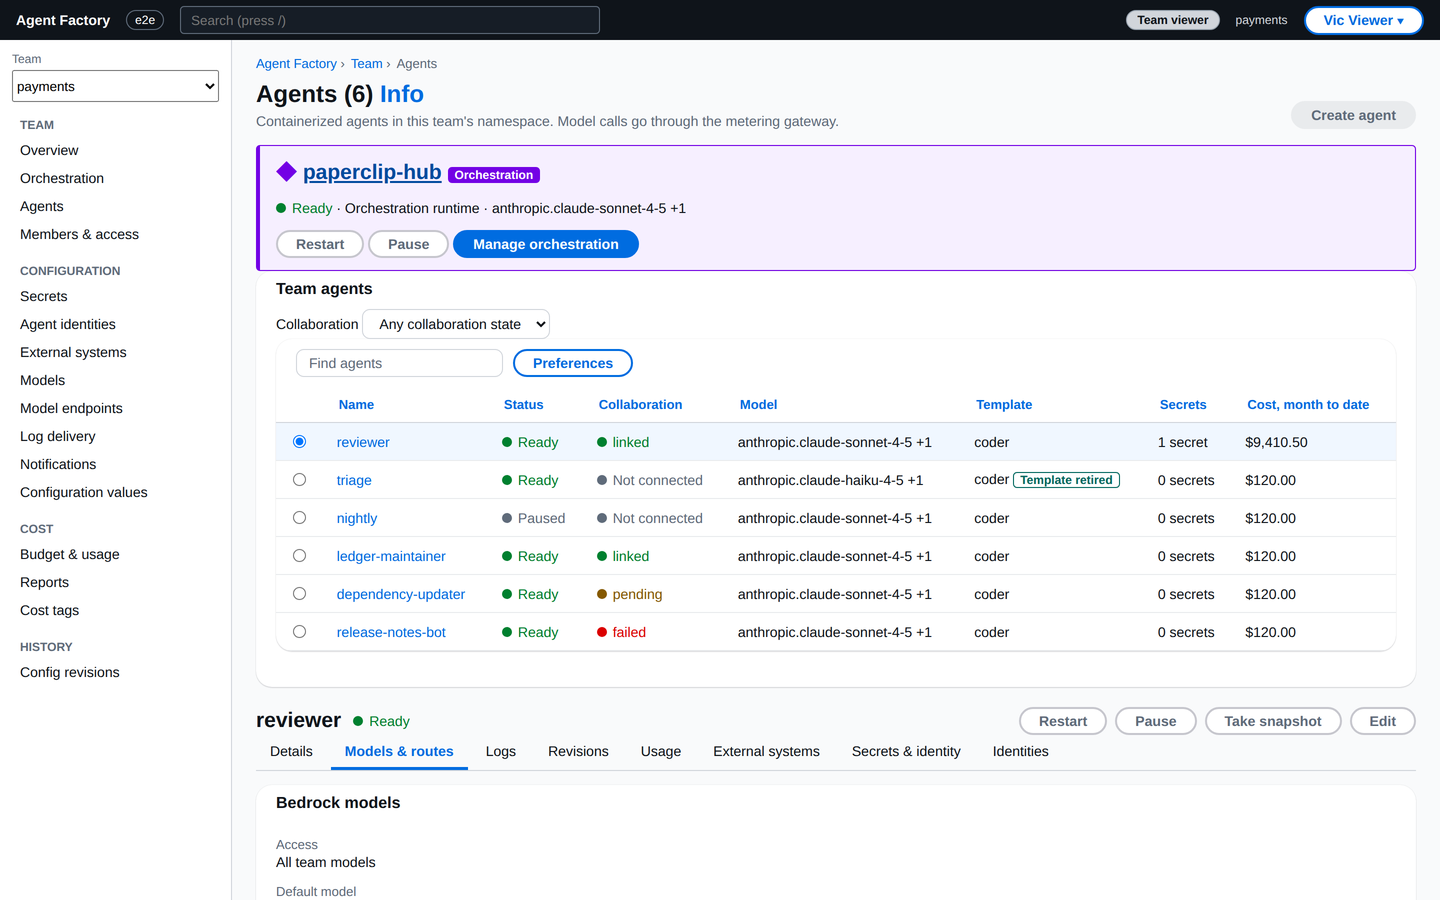 Agent Factory e2e Search (press /) Team viewer payments Vic Viewer ▾
Team
payments
TEAM
Overview
Orchestration
Agents
Members & access
CONFIGURATION
Secrets
Agent identities
External systems
Models
Model endpoints
Log delivery
Notifications
Configuration values
COST
Budget & usage
Reports
Cost tags
HISTORY
Config revisions
Agent Factory › Team › Agents
Agents (6) Info
Containerized agents in this team's namespace. Model calls go through the metering gateway.
Create agent
paperclip-hub Orchestration
Ready · Orchestration runtime · anthropic.claude-sonnet-4-5 +1
Restart Pause Manage orchestration
Team agents
Collaboration Any collaboration state
Find agents Preferences
Name Status Collaboration Model Template Secrets Cost, month to date
reviewer Ready linked anthropic.claude-sonnet-4-5 +1 coder 1 secret $9,410.50
triage Ready Not connected anthropic.claude-haiku-4-5 +1 coder Template retired 0 secrets $120.00
nightly Paused Not connected anthropic.claude-sonnet-4-5 +1 coder 0 secrets $120.00
ledger-maintainer Ready linked anthropic.claude-sonnet-4-5 +1 coder 0 secrets $120.00
dependency-updater Ready pending anthropic.claude-sonnet-4-5 +1 coder 0 secrets $120.00
release-notes-bot Ready failed anthropic.claude-sonnet-4-5 +1 coder 0 secrets $120.00
reviewer Ready Restart Pause Take snapshot Edit
Details Models & routes Logs Revisions Usage External systems Secrets & identity Identities
Bedrock models
Access
All team models
Default model